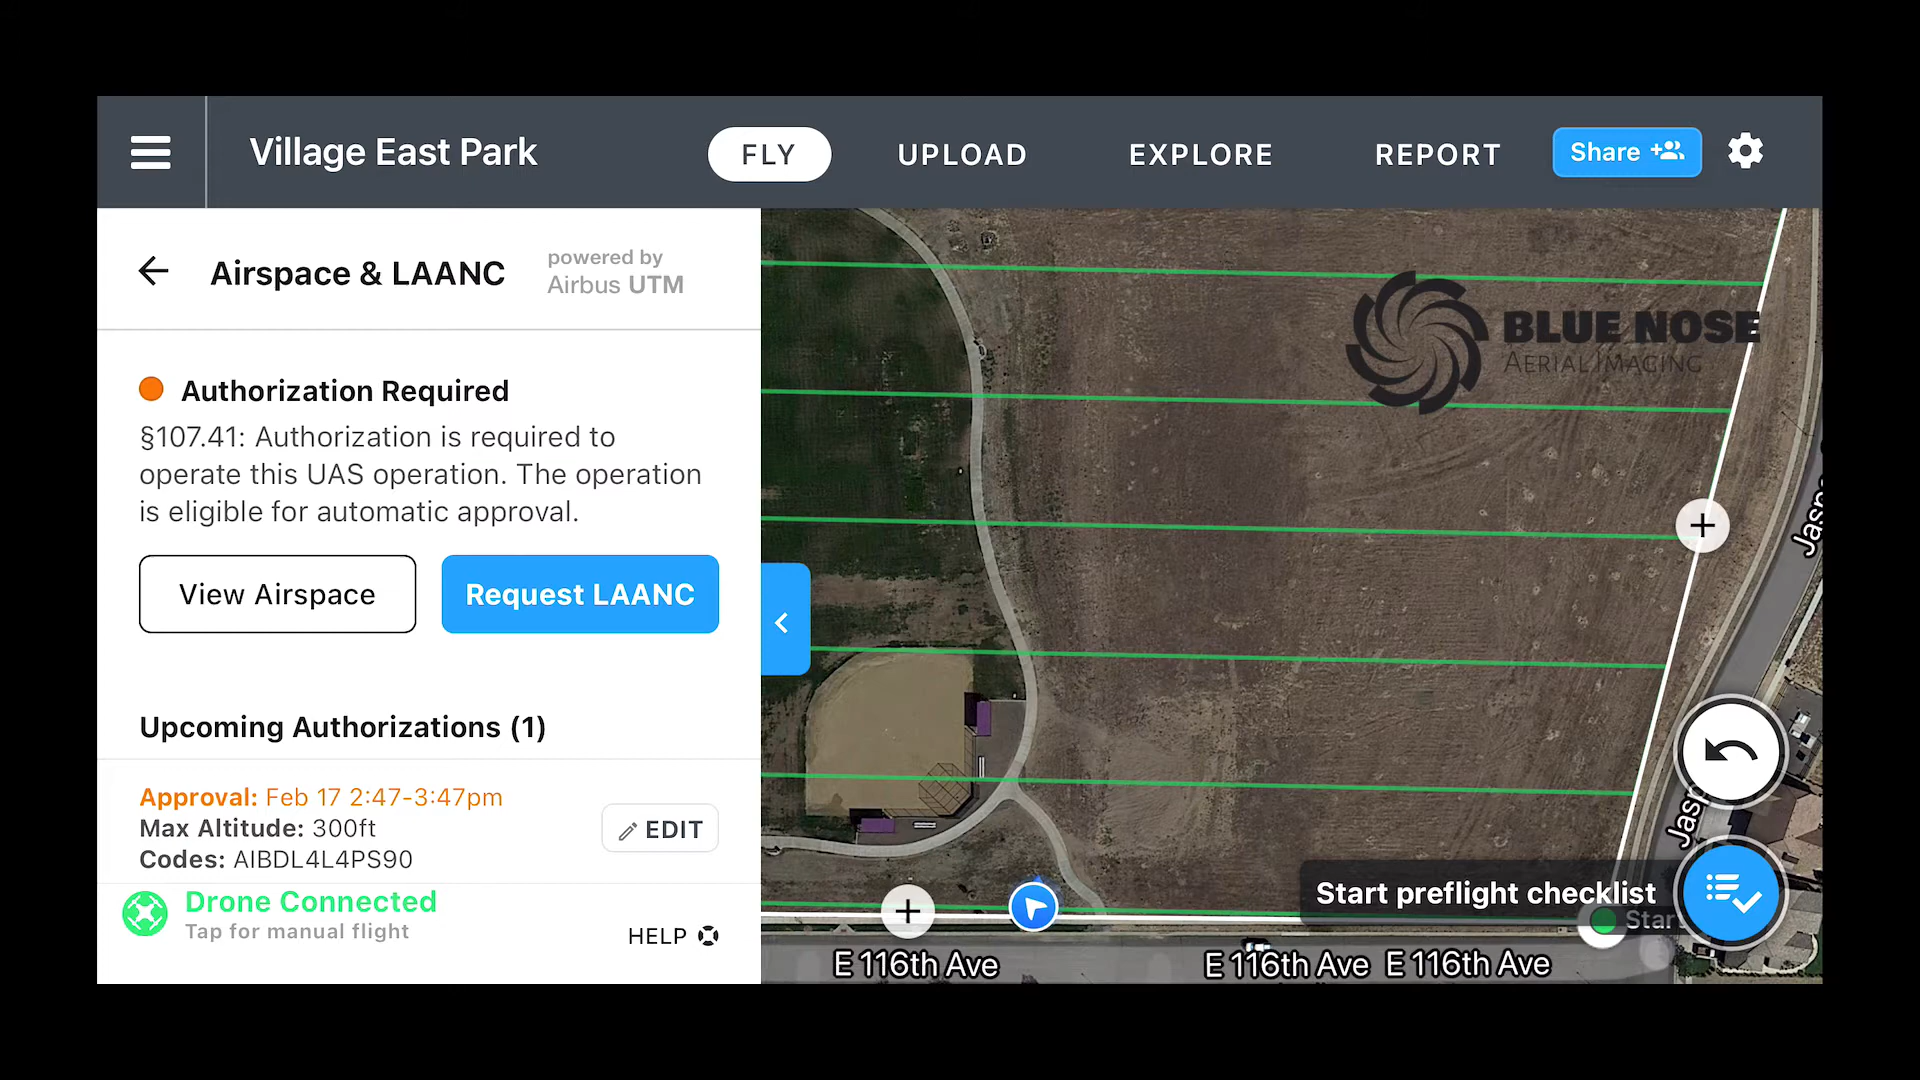 Village East Park
FLY
UPLOAD
EXPLORE
REPORT
Share
Airspace & LAANC
powered by
Airbus UTM
Authorization Required
§107.41: Authorization is required to
operate this UAS operation. The operation
is eligible for automatic approval.
View Airspace
Request LAANC
Upcoming Authorizations (1)
Approval: Feb 17 2:47-3:47pm
Max Altitude: 300ft
Codes: AIBDL4L4PS90
EDIT
Drone Connected
Tap for manual flight
HELP
BLUE NOSE
AERIAL IMAGING
Start preflight checklist
E 116th Ave
E 116th Ave
E 116th Ave